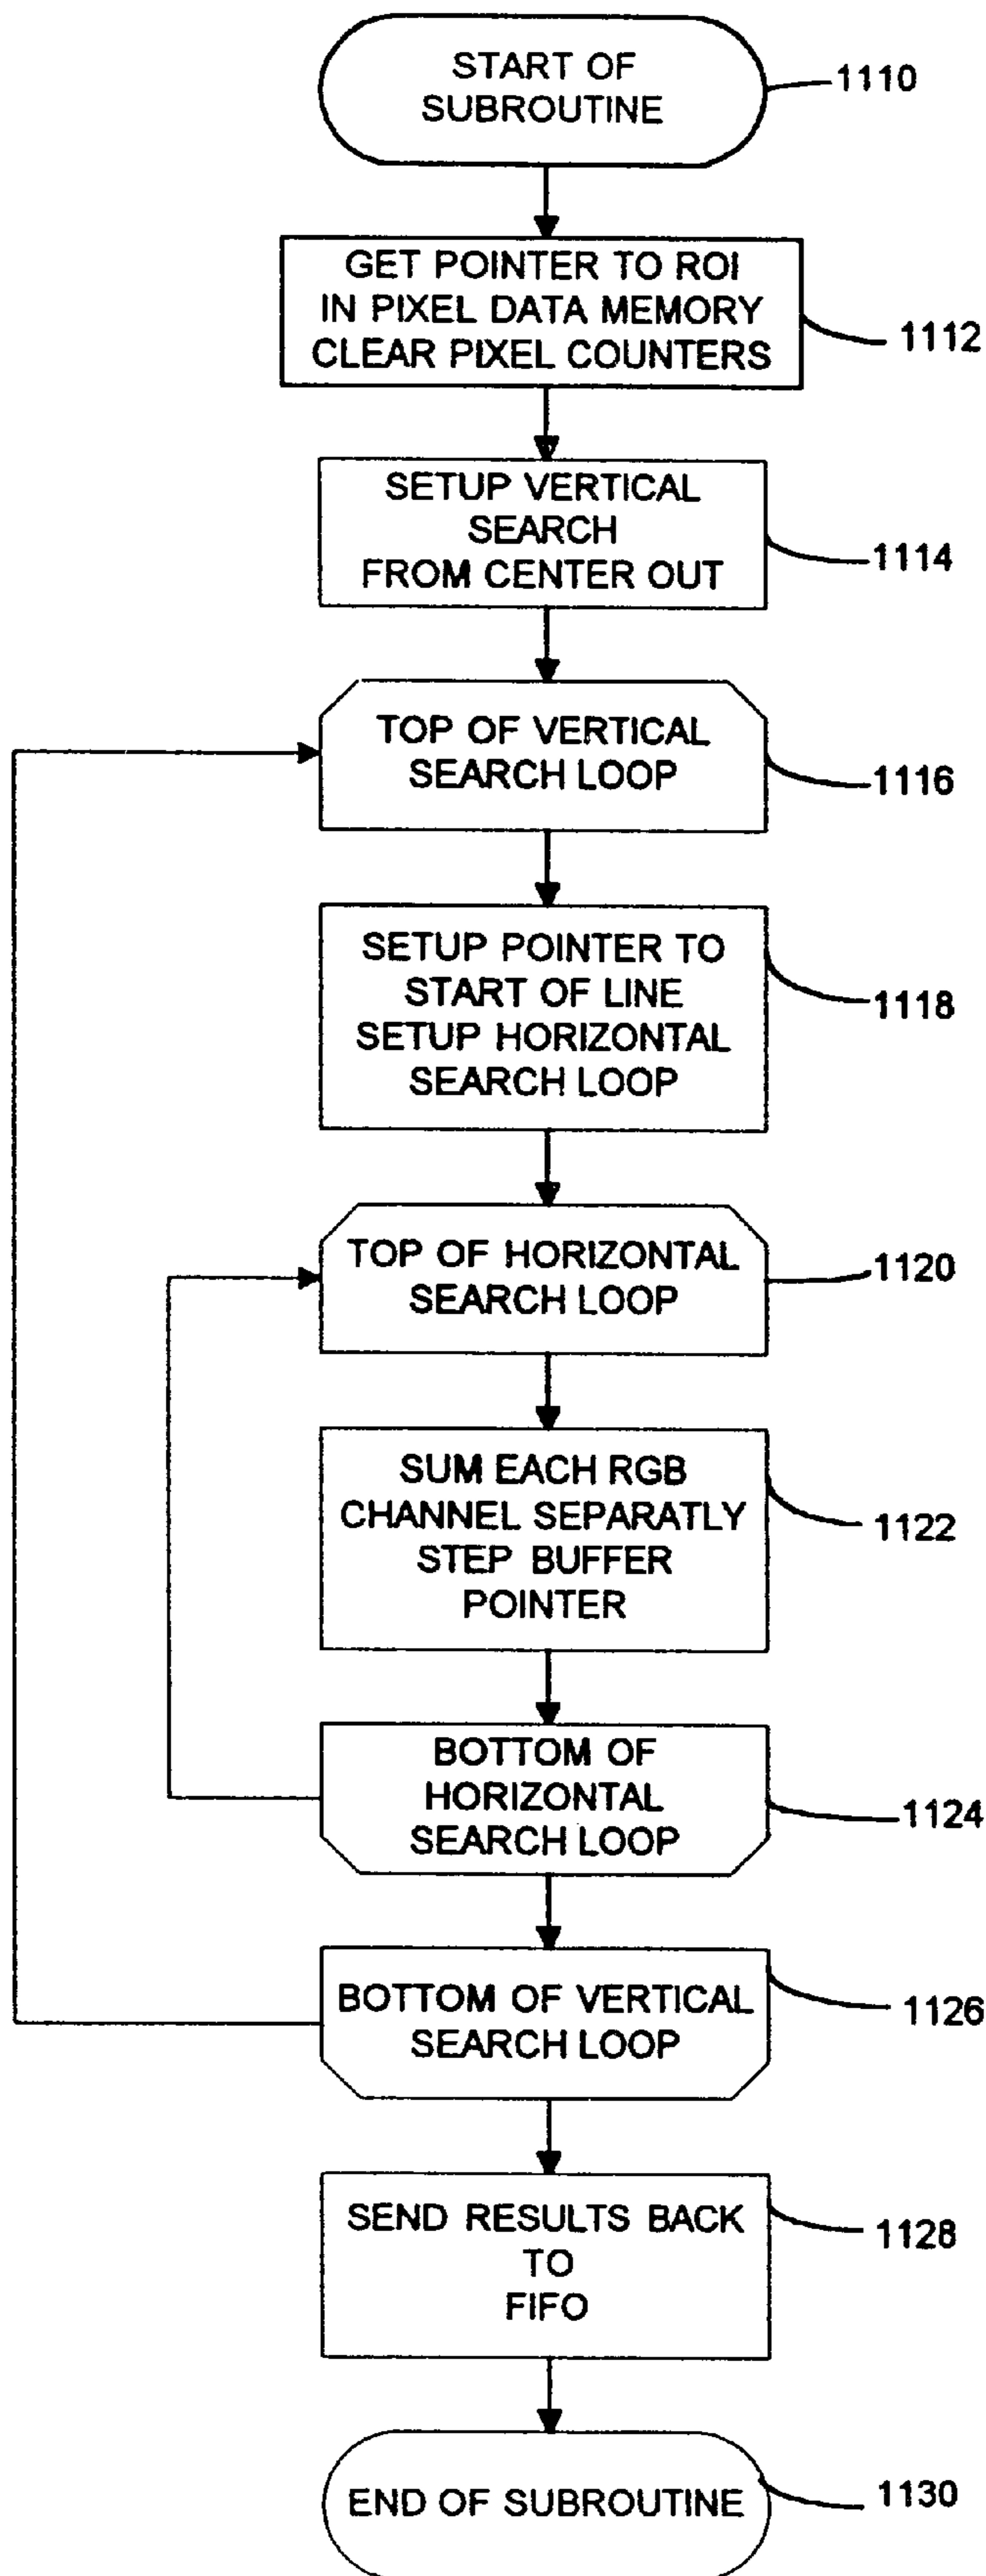 START OF
SUBROUTINE
1110
GET POINTER TO ROI
IN PIXEL DATA MEMORY
CLEAR PIXEL COUNTERS
1112
SETUP VERTICAL
SEARCH
FROM CENTER OUT
1114
TOP OF VERTICAL
SEARCH LOOP
1116
SETUP POINTER TO
START OF LINE
SETUP HORIZONTAL
SEARCH LOOP
1118
TOP OF HORIZONTAL
SEARCH LOOP
1120
SUM EACH RGB
CHANNEL SEPARATLY
STEP BUFFER
POINTER
1122
BOTTOM OF
HORIZONTAL
SEARCH LOOP
1124
BOTTOM OF VERTICAL
SEARCH LOOP
1126
SEND RESULTS BACK
TO
FIFO
1128
END OF SUBROUTINE
1130